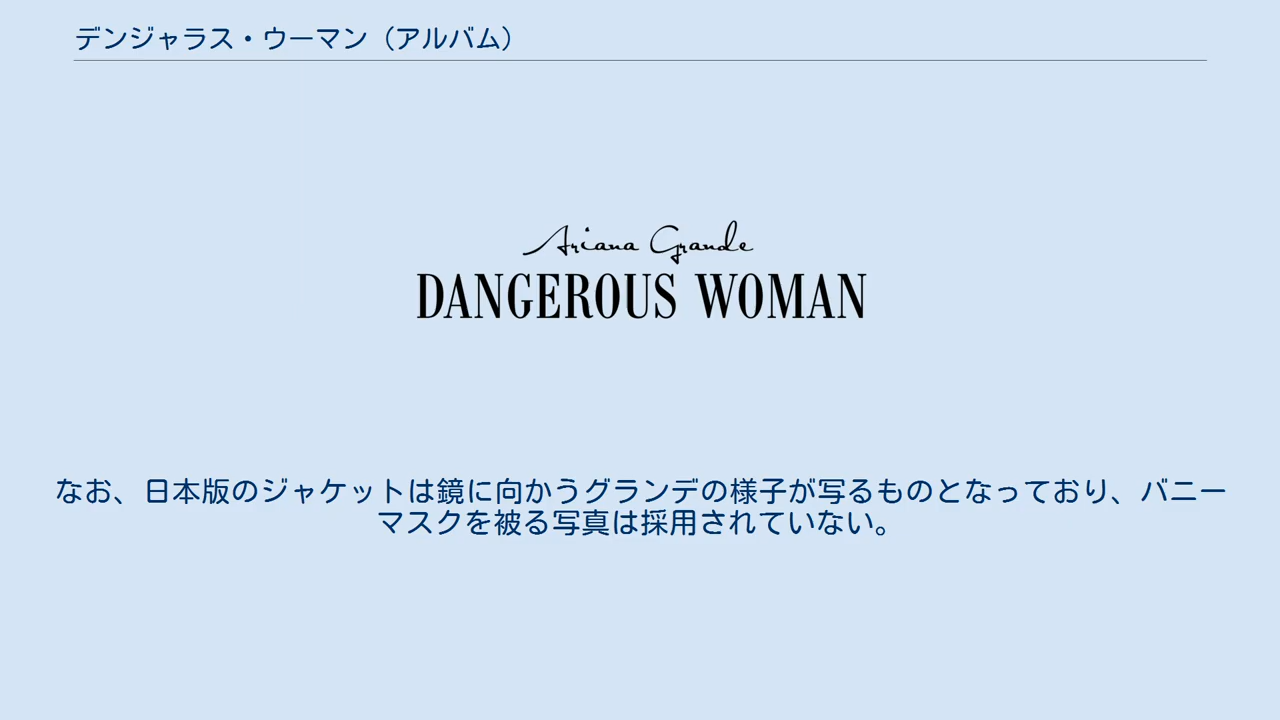 デンジャラス・ウーマン（アルバム）
Ariana Grande
DANGEROUS WOMAN
なお、日本版のジャケットは鏡に向かうグランデの様子が写るものとなっており、バニー
マスクを被る写真は採用されていない。